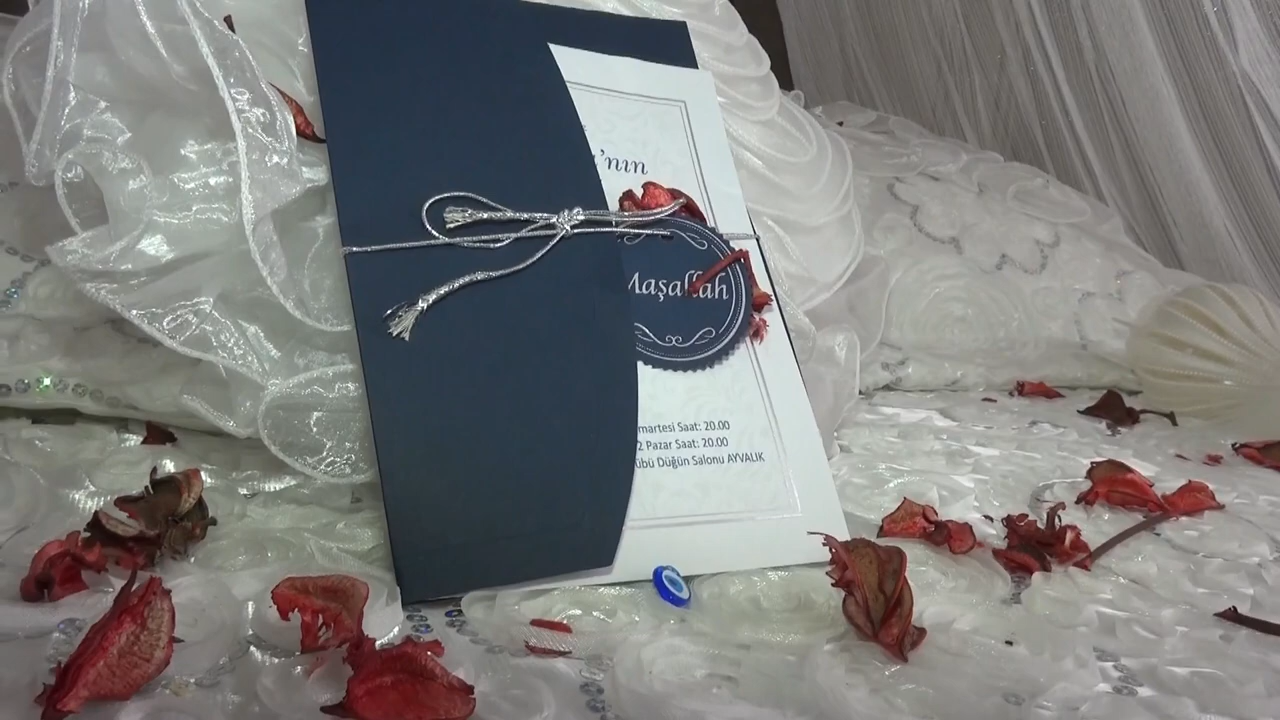 'nın
Maşallah
martesi Saat: 20.00
2 Pazar Saat: 20.00
übü Düğün Salonu AYVALIK